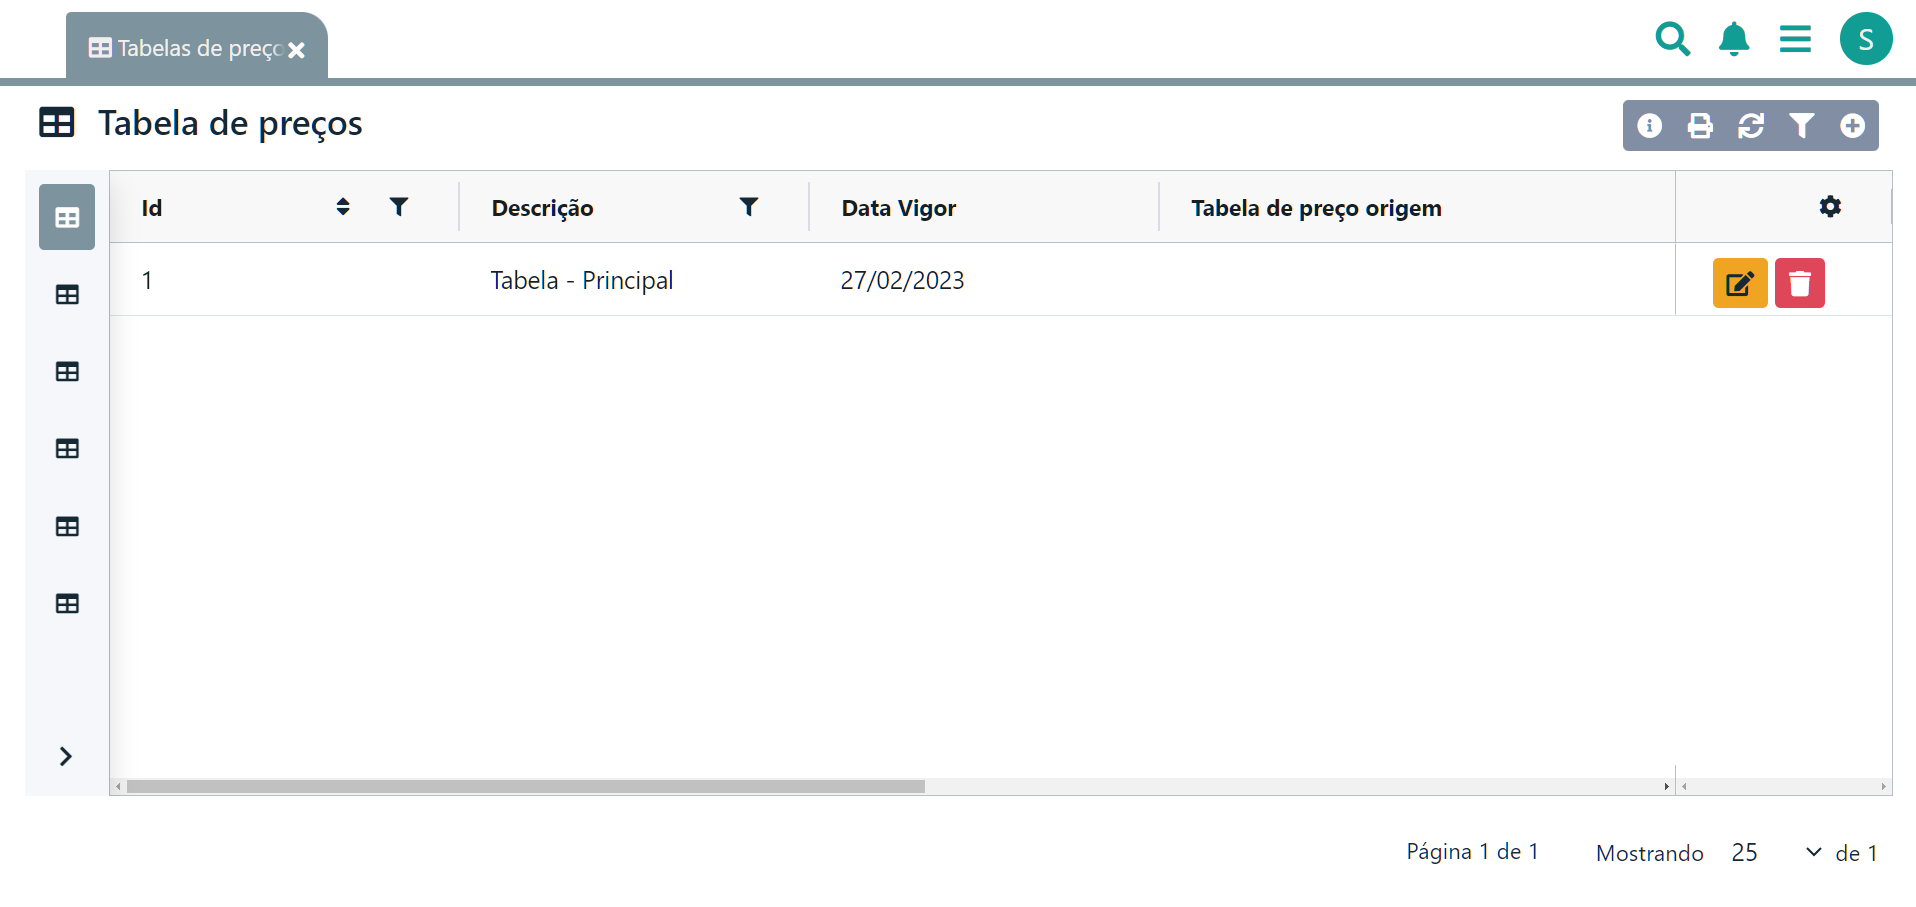 Tabelas de preço
S
Tabela de preços
Id
Descrição
Data Vigor
Tabela de preço origem
1
Tabela - Principal
27/02/2023
Página 1 de 1
Mostrando 25 de 1